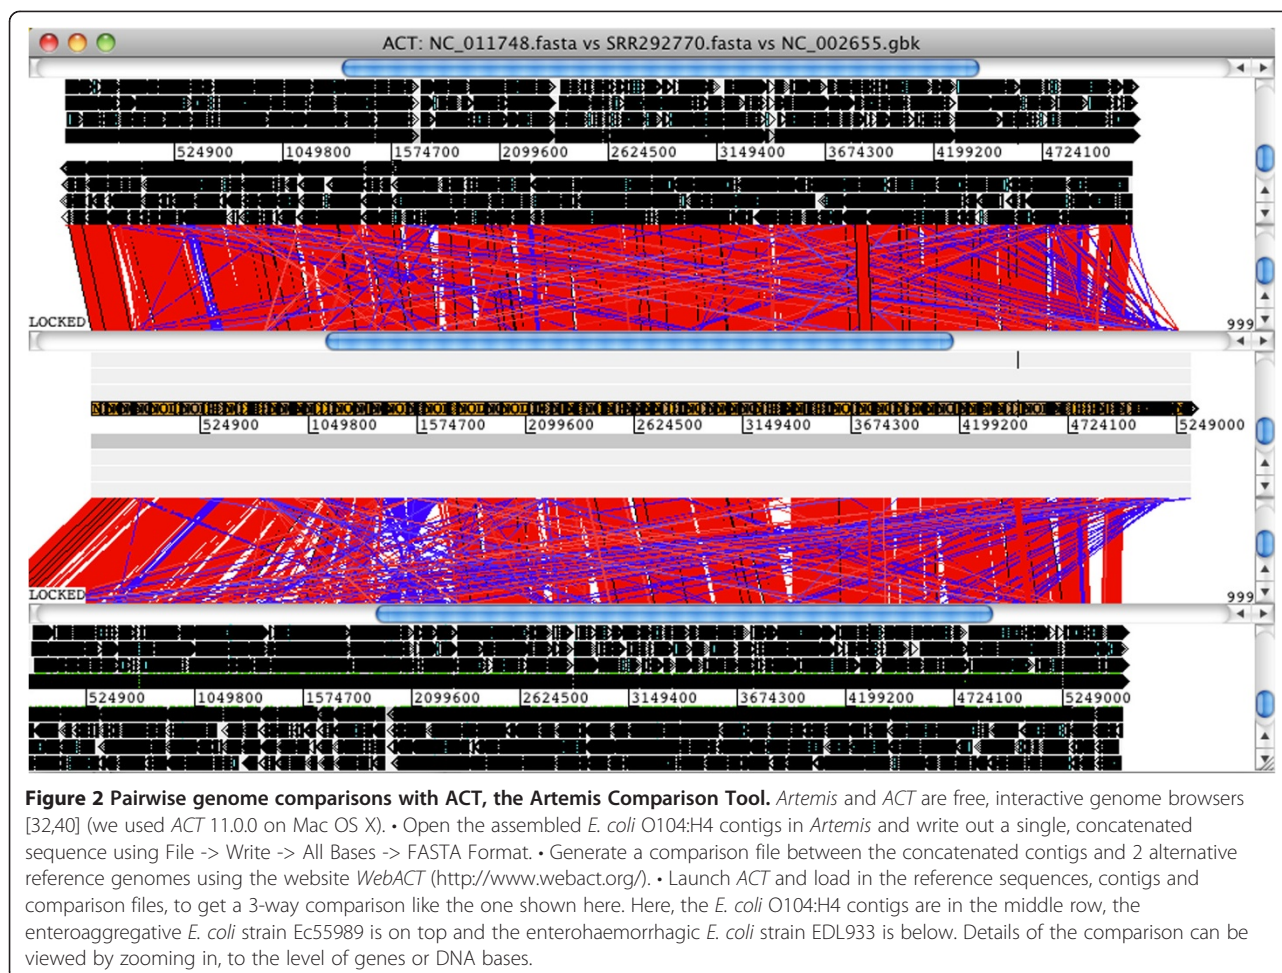 ACT: NC_011748.fasta vs SRR292770.fasta vs NC_002655.gbk
524900 1049800 1574700 2099600 2624500 3149400 3674300 4199200 4724100
LOCKED 999
524900 1049800 1574700 2099600 2624500 3149400 3674300 4199200 4724100 5249000
LOCKED 999
524900 1049800 1574700 2099600 2624500 3149400 3674300 4199200 4724100 5249000
Figure 2 Pairwise genome comparisons with ACT, the Artemis Comparison Tool. Artemis and ACT are free, interactive genome browsers
[32,40] (we used ACT 11.0.0 on Mac OS X). • Open the assembled E. coli O104:H4 contigs in Artemis and write out a single, concatenated
sequence using File -> Write -> All Bases -> FASTA Format. • Generate a comparison file between the concatenated contigs and 2 alternative
reference genomes using the website WebACT (http://www.webact.org/). • Launch ACT and load in the reference sequences, contigs and
comparison files, to get a 3-way comparison like the one shown here. Here, the E. coli O104:H4 contigs are in the middle row, the
enteroaggregative E. coli strain Ec55989 is on top and the enterohaemorrhagic E. coli strain EDL933 is below. Details of the comparison can be
viewed by zooming in, to the level of genes or DNA bases.